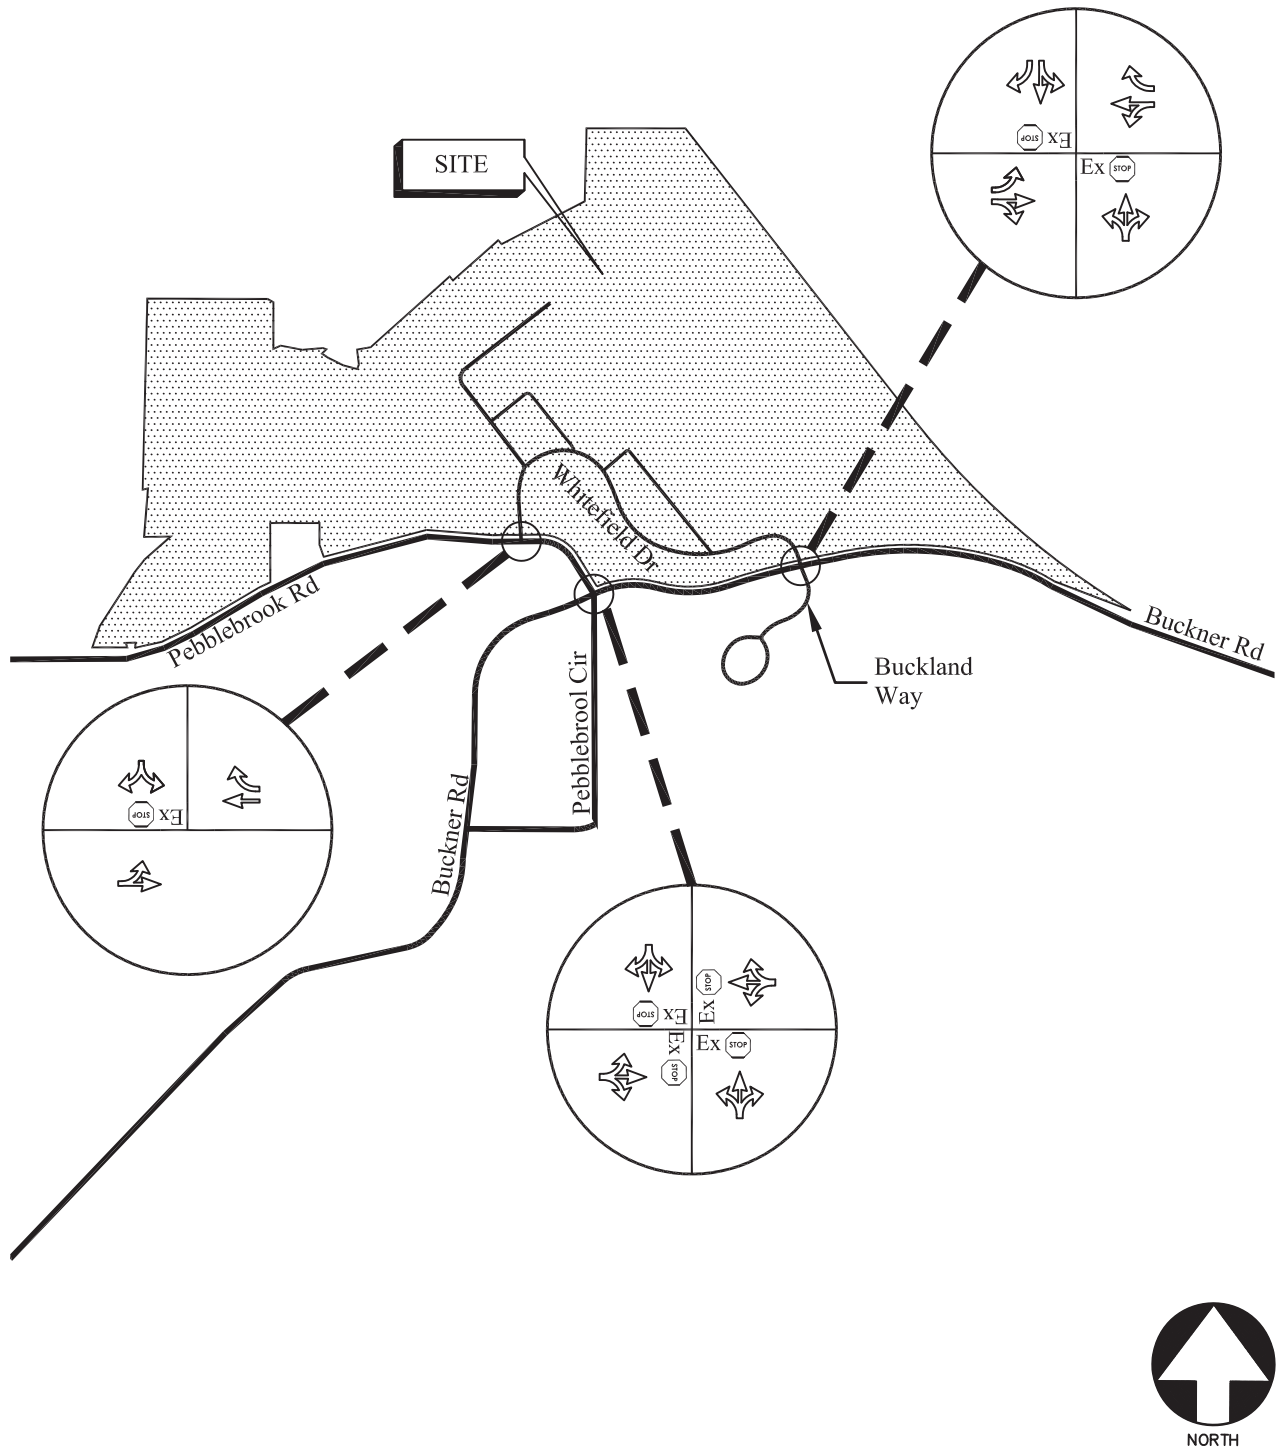 STOP Ex
Ex STOP
SITE
Whitefield Dr
Pebblebrook Rd
Buckner Rd
Buckland
Way
Pebblebrool Cir
Buckner Rd
STOP Ex
STOP Ex
Ex STOP
Ex STOP
Ex STOP
NORTH